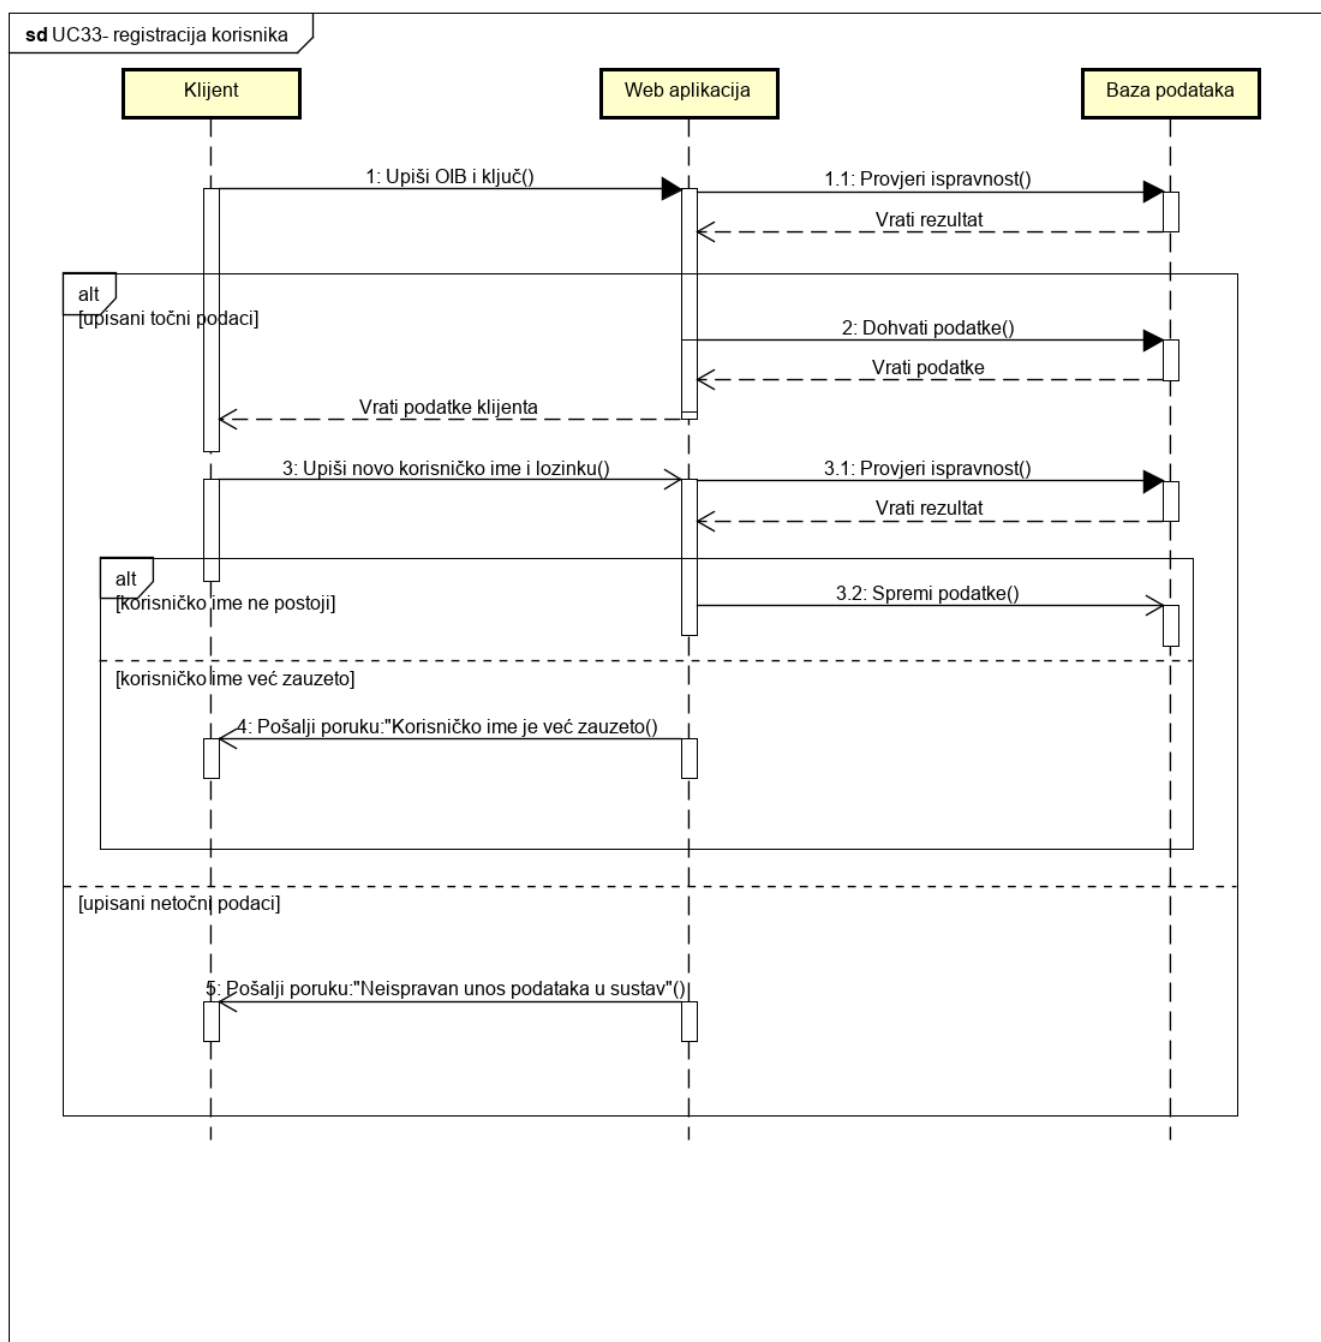 sd UC33- registracija korisnika
Klijent
Web aplikacija
Baza podataka
1: Upiši OIB i ključ()
1.1: Provjeri ispravnost()
Vrati rezultat
alt
[upisani točni podaci]
2: Dohvati podatke()
Vrati podatke
Vrati podatke klijenta
3: Upiši novo korisničko ime i lozinku()
3.1: Provjeri ispravnost()
Vrati rezultat
alt
[korisničko ime ne postoji]
3.2: Spremi podatke()
[korisničko ime već zauzeto]
4: Pošalji poruku:"Korisničko ime je već zauzeto()
[upisani netočni podaci]
5: Pošalji poruku:"Neispravan unos podataka u sustav"()